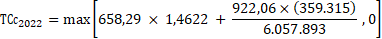 TCc2022 = max[658,29 × 1,4622 + 922,06 × (359.315) / 6.057.893 , 0]